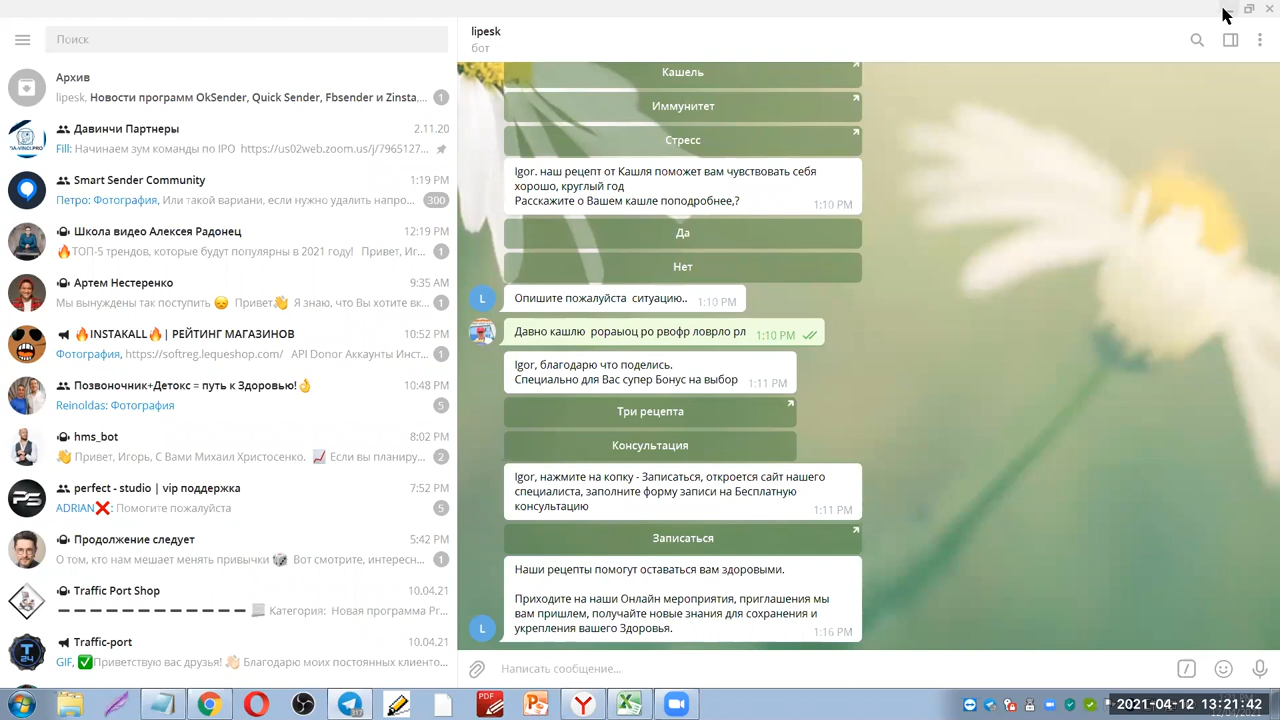 Поиск
Архив
lipesk, Новости программ OkSender, Quick Sender, Fbsender и Zinsta,... 1
Давинчи Партнеры 2.11.20
Fill: Начинаем зум команды по IPO https://us02web.zoom.us/j/7965127...
Smart Sender Community 1:19 PM
Петро: Фотография, Или такой вариани, если нужно удалить напро... 300
Школа видео Алексея Радонец 12:19 PM
🔥ТОП-5 трендов, которые будут популярны в 2021 году! Привет, Иг... 1
Артем Нестеренко 9:35 AM
Мы вынуждены так поступить 😞 Привет👋 Я знаю, что Вы хотите вк... 1
🔥INSTAKALL🔥| РЕЙТИНГ МАГАЗИНОВ 10:52 PM
Фотография, https://softreg.lequeshop.com/ API Donor Аккаунты Инст... 1
Позвоночник+Детокс = путь к Здоровью!👌 10:48 PM
Reinoldas: Фотография 5
hms_bot 8:02 PM
👋 Привет, Игорь, С Вами Михаил Христосенко. 📈 Если вы планиру... 2
perfect - studio | vip поддержка 7:52 PM
ADRIAN❌: Помогите пожалуйста 5
Продолжение следует 5:42 PM
О том, кто нам мешает менять привычки 🎲 Вот смотрите, интересн... 1
Traffic Port Shop 10.04.21
— — — — — — — — — — — — Категория: Новая программа Pr...
Traffic-port 10.04.21
GIF, ✅Приветствую вас друзья! 👋🏻 Благодарю моих постоянных клиенто...
lipesk
бот
Кашель
Иммунитет
Стресс
Igor. наш рецепт от Кашля поможет вам чувствовать себя
хорошо, круглый год
Расскажите о Вашем кашле поподробнее,? 1:10 PM
Да
Нет
L
Опишите пожалуйста ситуацию.. 1:10 PM
Давно кашлю рорашыоц ро рвофр ловрло рл 1:10 PM
Igor, благодарю что поделись.
Специально для Вас супер Бонус на выбор 1:11 PM
Три рецепта
Консультация
Igor, нажмите на копку - Записаться, откроется сайт нашего
специалиста, заполните форму записи на Бесплатную
консультацию 1:11 PM
Записаться
Наши рецепты помогут оставаться вам здоровыми.
Приходите на наши Онлайн мероприятия, приглашения мы
вам пришлем, получайте новые знания для сохранения и
укрепления вашего Здоровья. 1:16 PM
L
Написать сообщение...
PDF
2021-04-12 13:21:42